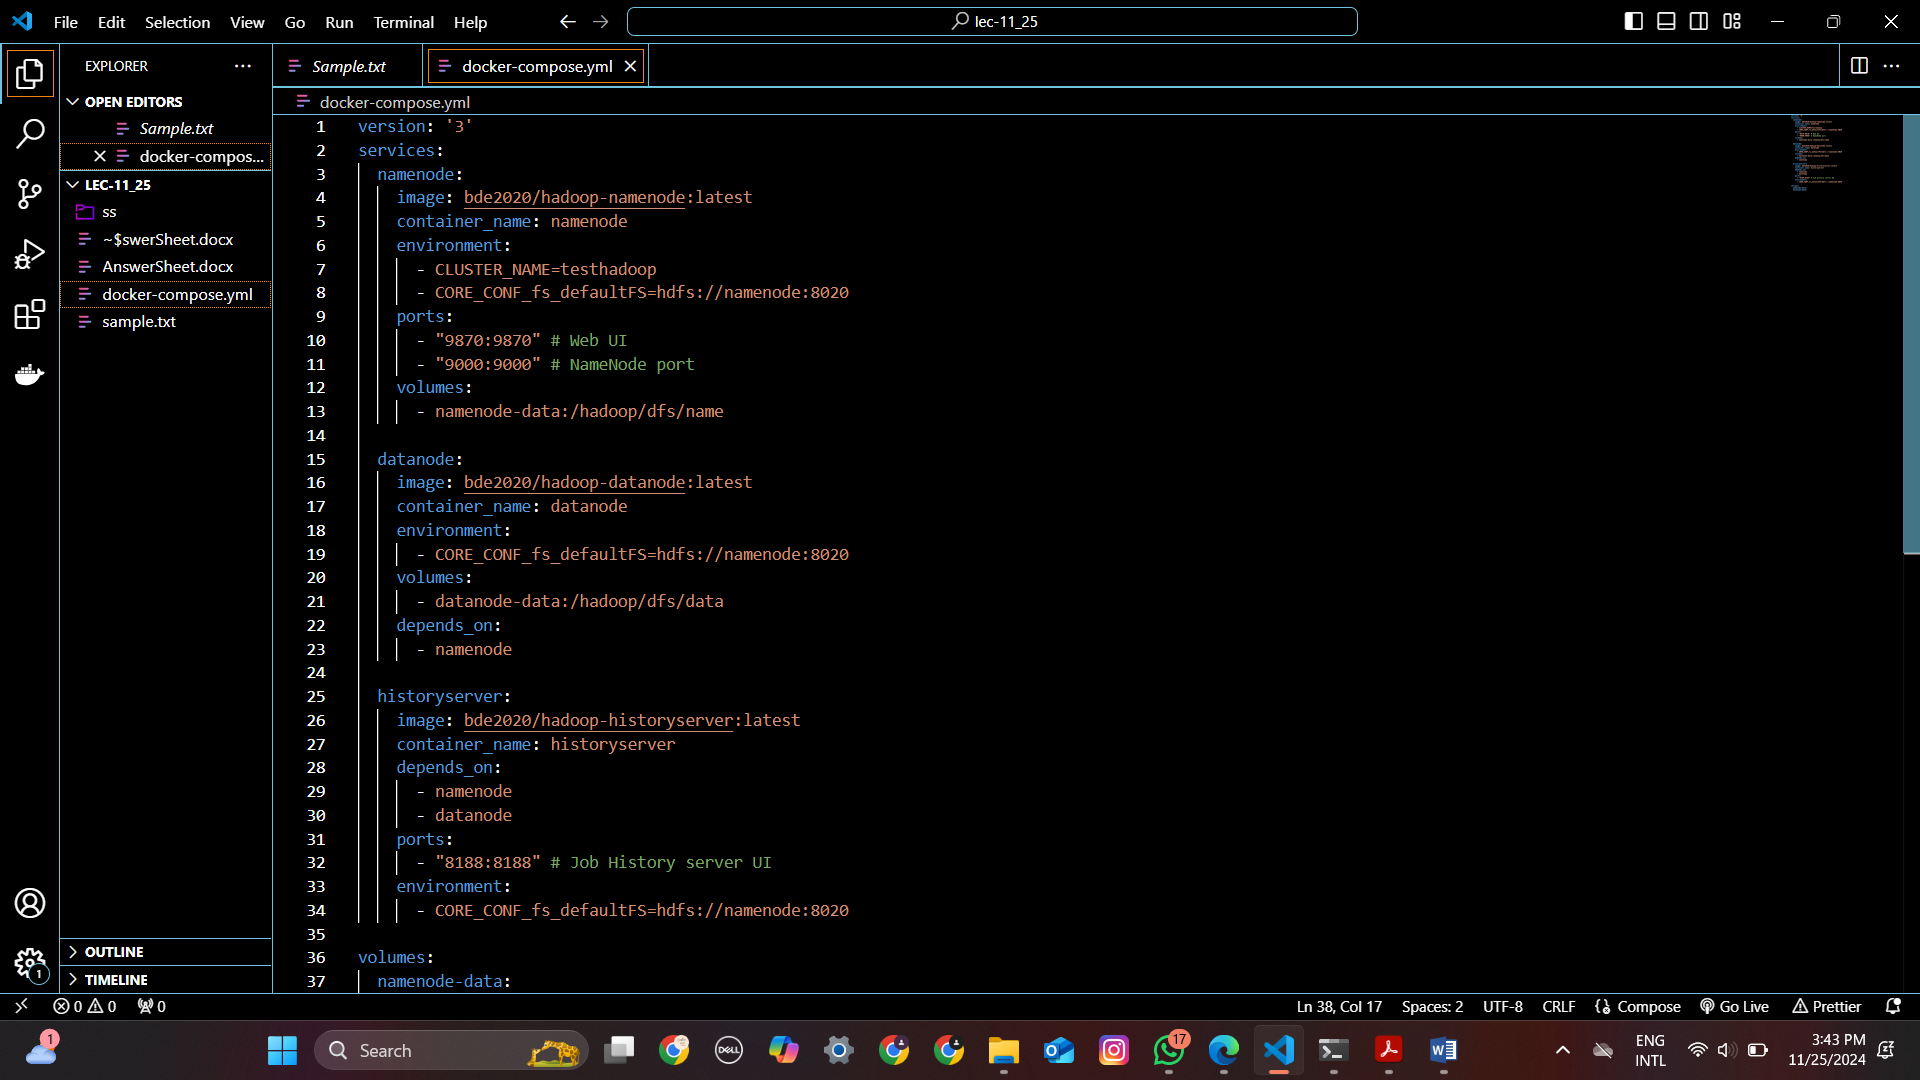 File Edit Selection View Go Run Terminal Help
lec-11_25
EXPLORER
OPEN EDITORS
Sample.txt
docker-compos...
LEC-11_25
ss
~$swerSheet.docx
AnswerSheet.docx
docker-compose.yml
sample.txt
OUTLINE
TIMELINE
Sample.txt docker-compose.yml
docker-compose.yml
1 version: '3'
2 services:
3 namenode:
4 image: bde2020/hadoop-namenode:latest
5 container_name: namenode
6 environment:
7 - CLUSTER_NAME=testhadoop
8 - CORE_CONF_fs_defaultFS=hdfs://namenode:8020
9 ports:
10 - "9870:9870" # Web UI
11 - "9000:9000" # NameNode port
12 volumes:
13 - namenode-data:/hadoop/dfs/name
14
15 datanode:
16 image: bde2020/hadoop-datanode:latest
17 container_name: datanode
18 environment:
19 - CORE_CONF_fs_defaultFS=hdfs://namenode:8020
20 volumes:
21 - datanode-data:/hadoop/dfs/data
22 depends_on:
23 - namenode
24
25 historyserver:
26 image: bde2020/hadoop-historyserver:latest
27 container_name: historyserver
28 depends_on:
29 - namenode
30 - datanode
31 ports:
32 - "8188:8188" # Job History server UI
33 environment:
34 - CORE_CONF_fs_defaultFS=hdfs://namenode:8020
35
36 volumes:
37 namenode-data:
1
0 0 0
Ln 38, Col 17 Spaces: 2 UTF-8 CRLF Compose Go Live Prettier
1
Search
DELL
17
ENG
INTL
3:43 PM
11/25/2024